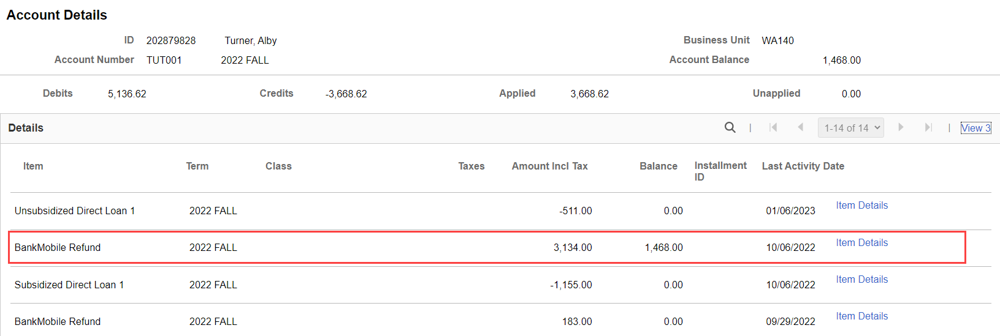 Account Details
ID 202879828 Turner, Alby Business Unit WA140
Account Number TUT001 2022 FALL Account Balance 1,468.00
Debits 5,136.62 Credits -3,668.62 Applied 3,668.62 Unapplied 0.00
Details | 1-14 of 14 | View 3
Item Term Class Taxes Amount Incl Tax Balance Installment ID Last Activity Date
Unsubsidized Direct Loan 1 2022 FALL -511.00 0.00 01/06/2023 Item Details
BankMobile Refund 2022 FALL 3,134.00 1,468.00 10/06/2022 Item Details
Subsidized Direct Loan 1 2022 FALL -1,155.00 0.00 10/06/2022 Item Details
BankMobile Refund 2022 FALL 183.00 0.00 09/29/2022 Item Details